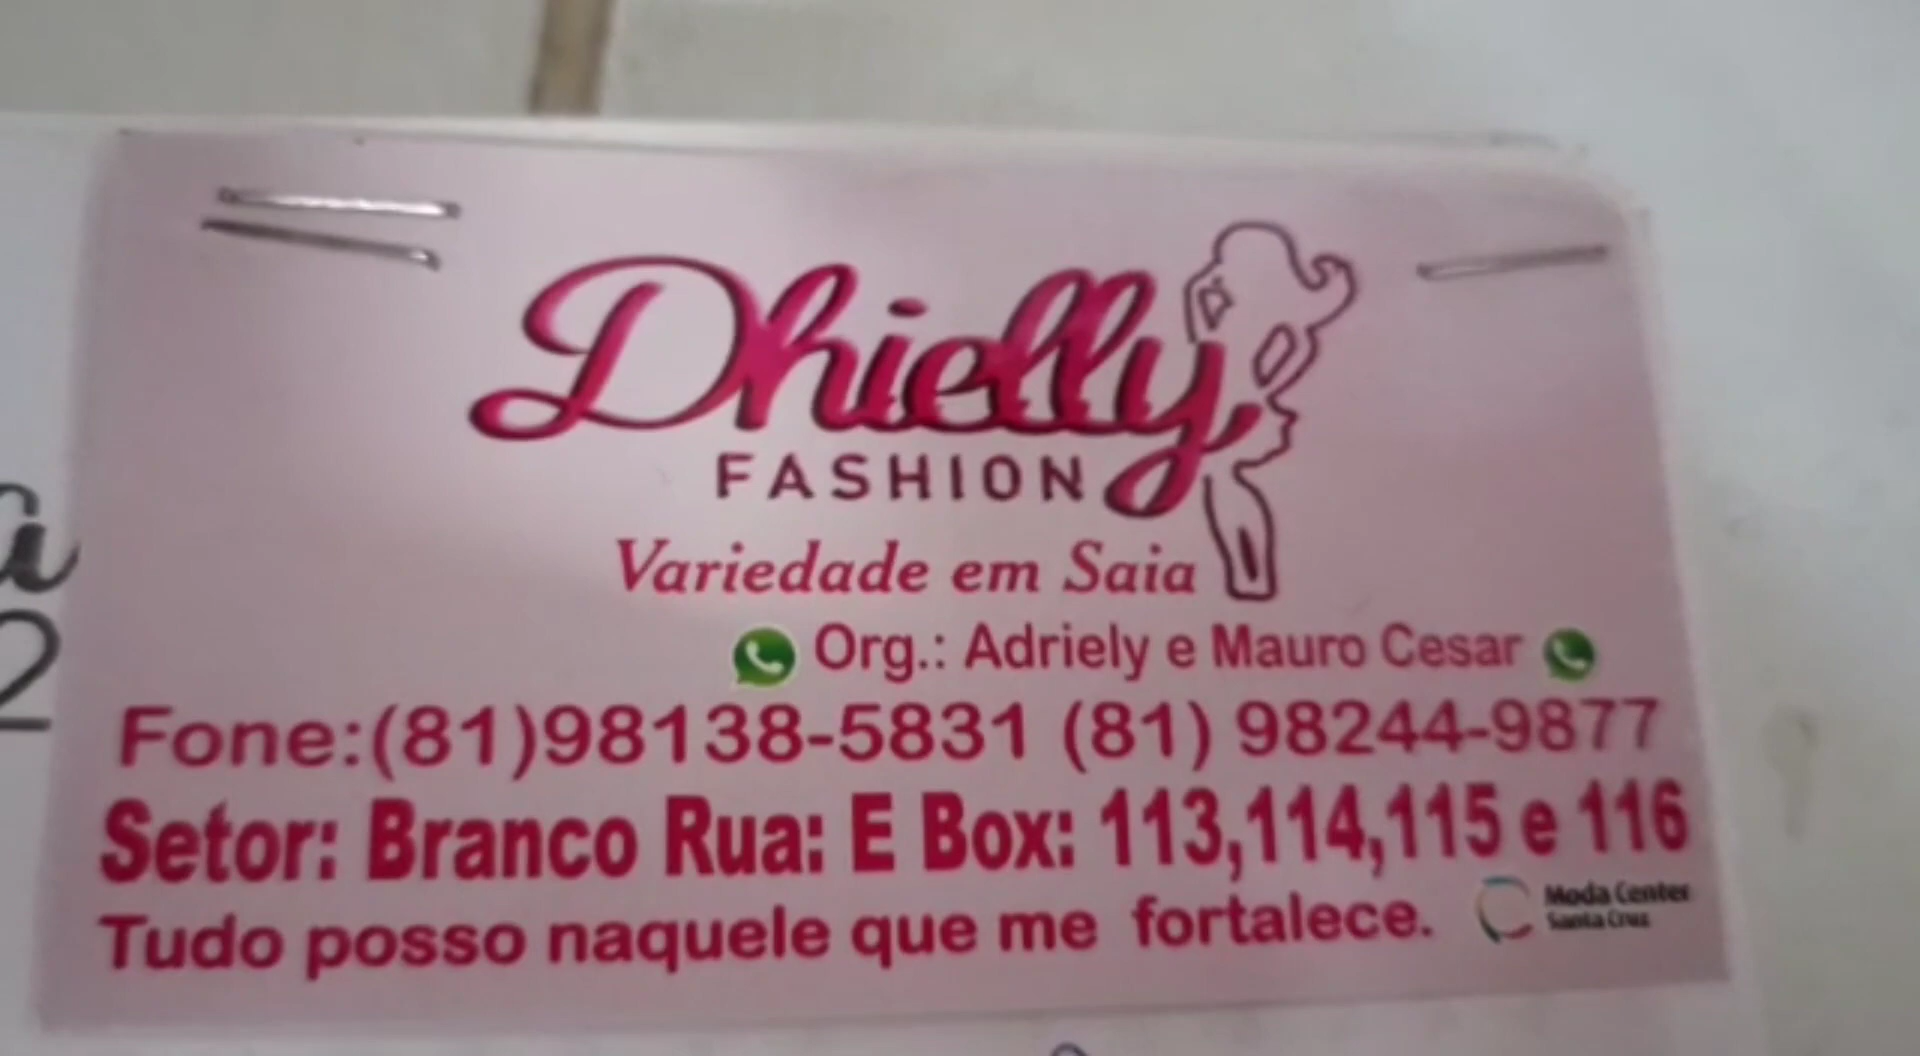 Dhielly
FASHION
Variedade em Saia
Org.: Adriely e Mauro Cesar
Fone:(81)98138-5831 (81) 98244-9877
Setor: Branco Rua: E Box: 113,114,115 e 116
Tudo posso naquele que me fortalece.
Moda Center
Santa Cruz
a
2